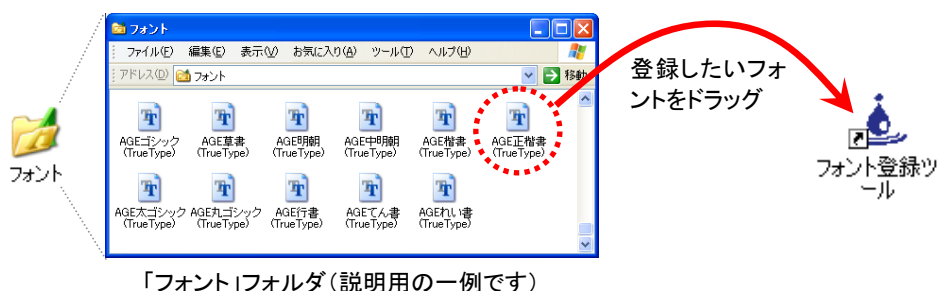 フォント
フォント
ファイル(F) 編集(E) 表示(V) お気に入り(A) ツール(T) ヘルプ(H)
アドレス(D) フォント 移動
AGEゴシック (TrueType)
AGE草書 (TrueType)
AGE明朝 (TrueType)
AGE中明朝 (TrueType)
AGE楷書 (TrueType)
AGE正楷書 (TrueType)
AGE太ゴシック (TrueType)
AGE丸ゴシック (TrueType)
AGE行書 (TrueType)
AGEてん書 (TrueType)
AGEれい書 (TrueType)
登録したいフォ
ントをドラッグ
フォント登録ツ
ール
「フォント」フォルダ（説明用の一例です）